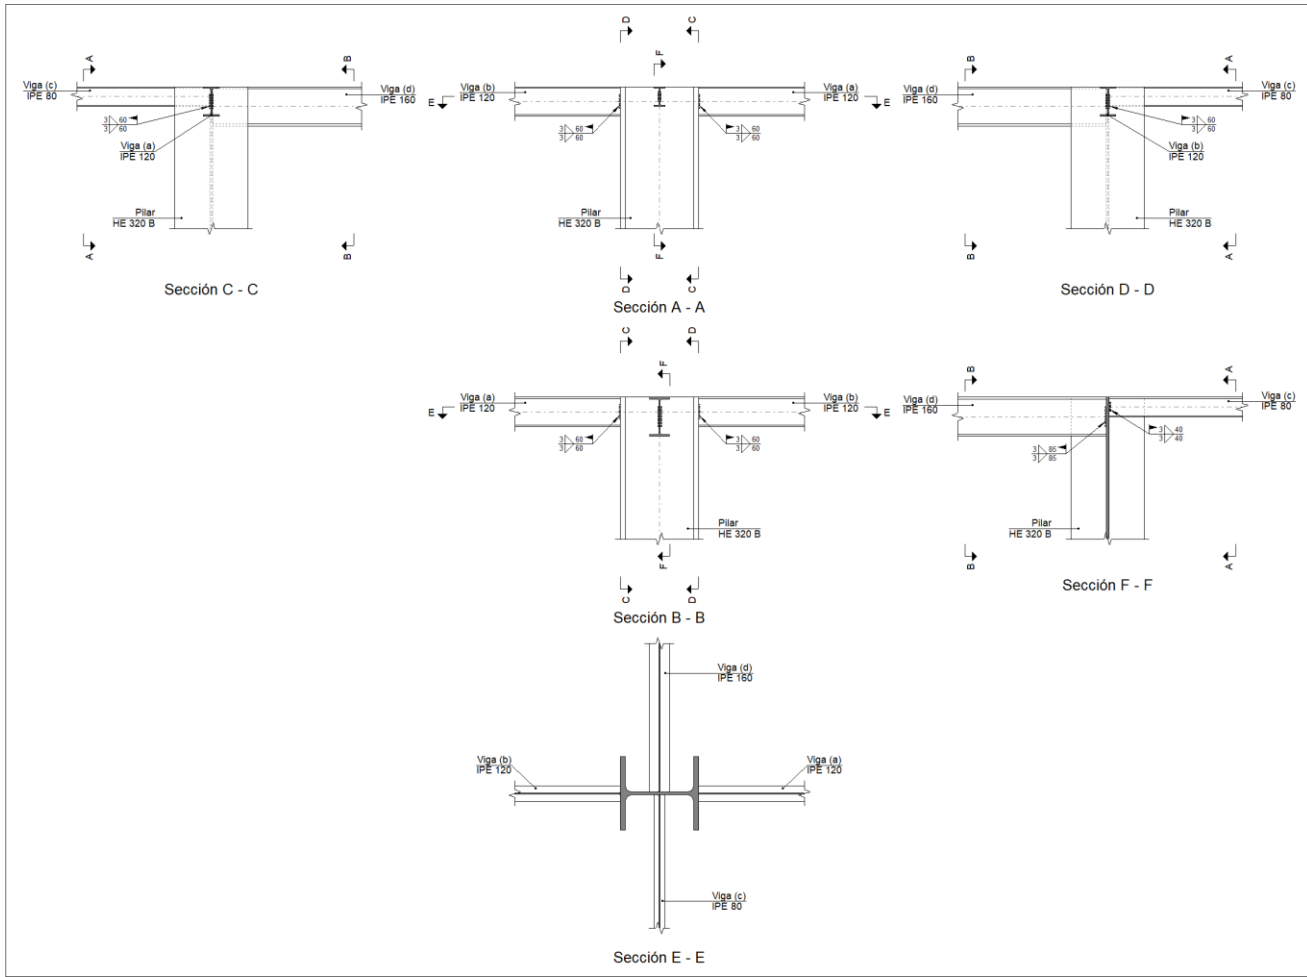 D
C
A
B
F
B
A
Viga (c)
IPE 80
Viga (d)
IPE 160
Viga (b)
IPE 120
E
Viga (a)
IPE 120
E
Viga (d)
IPE 160
Viga (c)
IPE 80
3 60
3 60
3 60
3 60
3 60
3 60
3 60
3 60
Viga (a)
IPE 120
Viga (b)
IPE 120
Pilar
HE 320 B
Pilar
HE 320 B
Pilar
HE 320 B
A
B
F
B
A
D
C
Sección C - C
Sección A - A
Sección D - D
C
D
F
B
A
Viga (a)
IPE 120
E
Viga (b)
IPE 120
E
Viga (d)
IPE 160
Viga (c)
IPE 80
3 60
3 60
3 60
3 60
3 85
3 85
3 40
3 40
Pilar
HE 320 B
Pilar
HE 320 B
F
B
A
C
D
Sección B - B
Sección F - F
Viga (d)
IPE 160
Viga (b)
IPE 120
Viga (a)
IPE 120
Viga (c)
IPE 80
Sección E - E